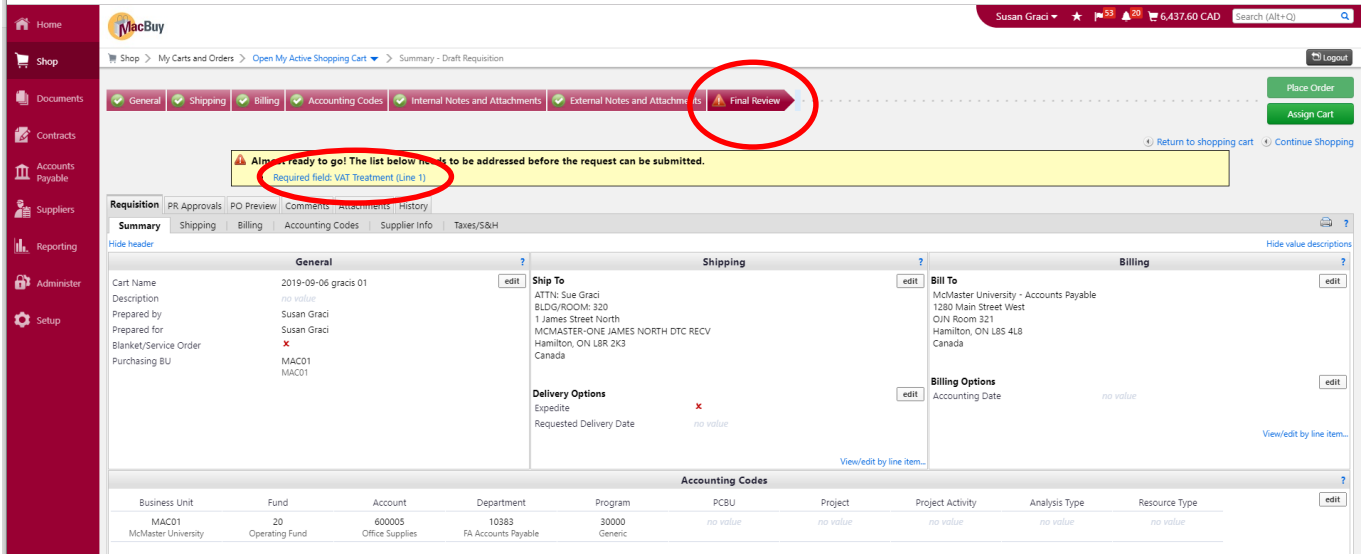 Home
Shop
Documents
Contracts
Accounts
Payable
Suppliers
Reporting
Administer
Setup
MacBuy
Susan Graci 53 20 6,437.60 CAD Search (Alt+Q)
Shop > My Carts and Orders > Open My Active Shopping Cart > Summary - Draft Requisition
Logout
General Shipping Billing Accounting Codes Internal Notes and Attachments External Notes and Attachments Final Review
Place Order
Assign Cart
Return to shopping cart Continue Shopping
Almost ready to go! The list below needs to be addressed before the request can be submitted.
Required field: VAT Treatment (Line 1)
Requisition PR Approvals PO Preview Comments Attachments History
Summary Shipping Billing Accounting Codes Supplier Info Taxes/S&H ?
Hide header Hide value descriptions
General ?
edit
Cart Name 2019-09-06 gracis 01
Description no value
Prepared by Susan Graci
Prepared for Susan Graci
Blanket/Service Order x
Purchasing BU MAC01
MAC01
Shipping ?
Ship To edit
ATTN: Sue Graci
BLDG/ROOM: 320
1 James Street North
MCMASTER-ONE JAMES NORTH DTC RECV
Hamilton, ON L8R 2K3
Canada
Delivery Options edit
Expedite x
Requested Delivery Date no value
View/edit by line item...
Billing ?
Bill To edit
McMaster University - Accounts Payable
1280 Main Street West
OJN Room 321
Hamilton, ON L8S 4L8
Canada
Billing Options edit
Accounting Date no value
View/edit by line item...
Accounting Codes ?
Business Unit Fund Account Department Program PCBU Project Project Activity Analysis Type Resource Type edit
MAC01 20 600005 10383 30000 no value no value no value no value no value
McMaster University Operating Fund Office Supplies FA Accounts Payable Generic